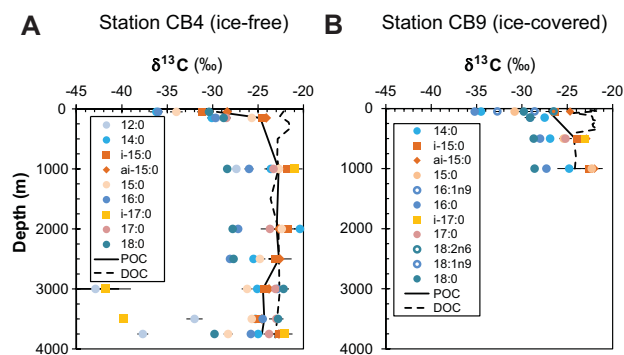 A Station CB4 (ice-free)
δ13C (‰)
-45 -40 -35 -30 -25 -20
0
1000
2000
3000
4000
Depth (m)
12:0
14:0
i-15:0
ai-15:0
15:0
16:0
i-17:0
17:0
18:0
POC
DOC
B Station CB9 (ice-covered)
δ13C (‰)
-45 -40 -35 -30 -25 -20
0
1000
2000
3000
4000
14:0
i-15:0
ai-15:0
15:0
16:1n9
16:0
i-17:0
17:0
18:2n6
18:1n9
18:0
POC
DOC